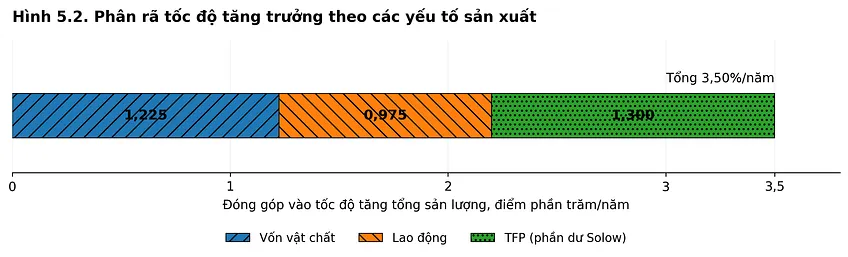 Hình 5.2. Phân rã tốc độ tăng trưởng theo các yếu tố sản xuất
Tổng 3,50%/năm
1,225 0,975 1,300
0 1 2 3 3,5
Đóng góp vào tốc độ tăng tổng sản lượng, điểm phần trăm/năm
Vốn vật chất Lao động TFP (phần dư Solow)